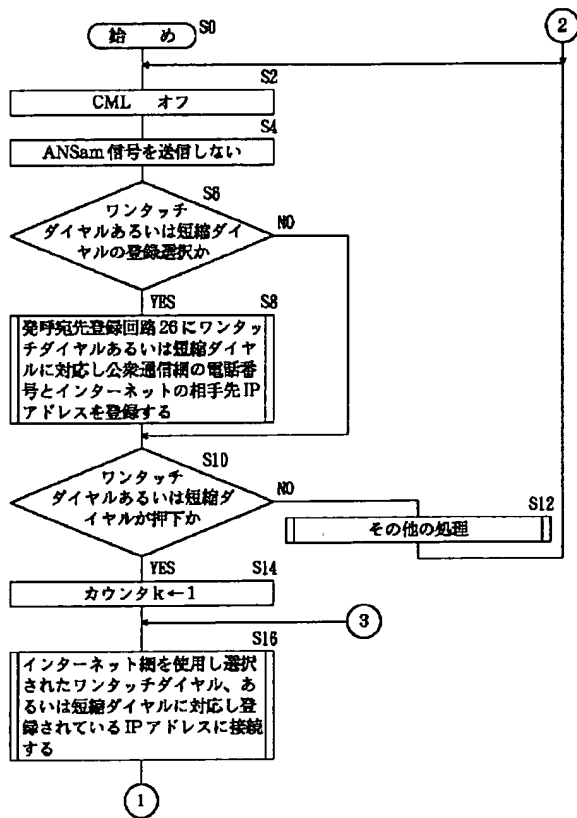 始 め S0
②
S2
CML オフ
S4
ANSam 信号を送信しない
S6
ワンタッチ
ダイヤルあるいは短縮ダイ
ヤルの登録選択か
NO
YES
S8
発呼宛先登録回路26にワンタッ
チダイヤルあるいは短縮ダイヤ
ルに対応し公衆通信網の電話番
号とインターネットの相手先IP
アドレスを登録する
S10
ワンタッチ
ダイヤルあるいは短縮ダ
イヤルが押下か
NO
S12
その他の処理
YES
S14
カウンタk←1
③
S16
インターネット網を使用し選択
されたワンタッチダイヤル、あ
るいは短縮ダイヤルに対応し登
録されているIPアドレスに接続
する
①